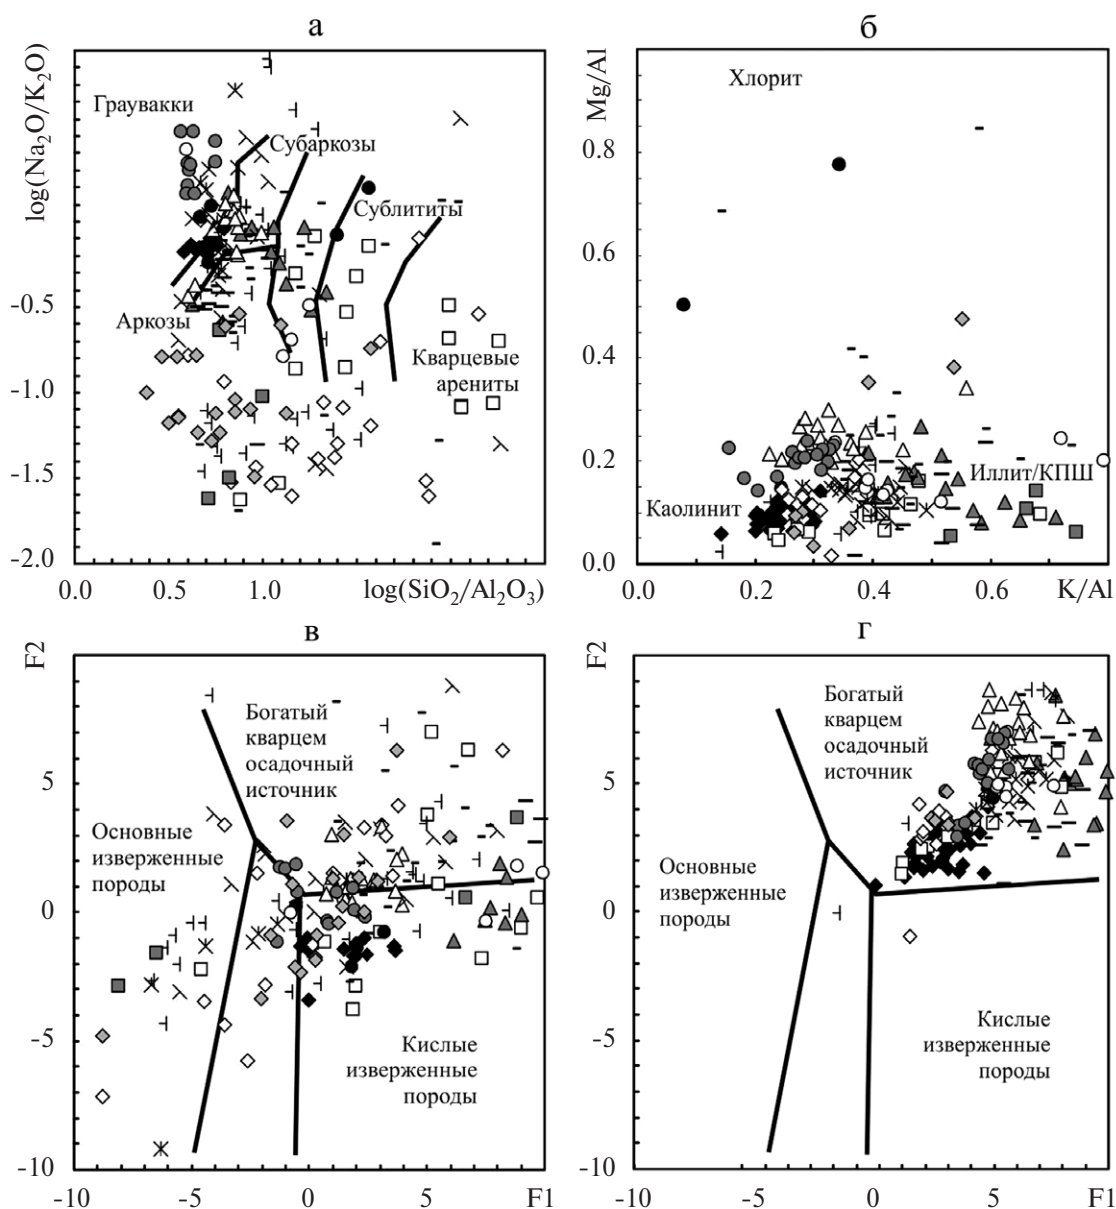 а
log(Na2O/K2O)
Граувакки
Субаркозы
Сублититы
Аркозы
Кварцевые
арениты
-0.5
-1.0
-1.5
-2.0
0.0
0.5
1.0
log(SiO2/Al2O3)
б
Mg/Al
Хлорит
Каолинит
Иллит/КПШ
0.8
0.6
0.4
0.2
0.0
0.0
0.2
0.4
0.6
K/Al
в
F2
Богатый
кварцем
осадочный
источник
Основные
изверженные
породы
Кислые
изверженные
породы
5
0
-5
-10
-10
-5
0
5
F1
г
F2
Богатый
кварцем
осадочный
источник
Основные
изверженные
породы
Кислые
изверженные
породы
5
0
-5
-10
-10
-5
0
5
F1